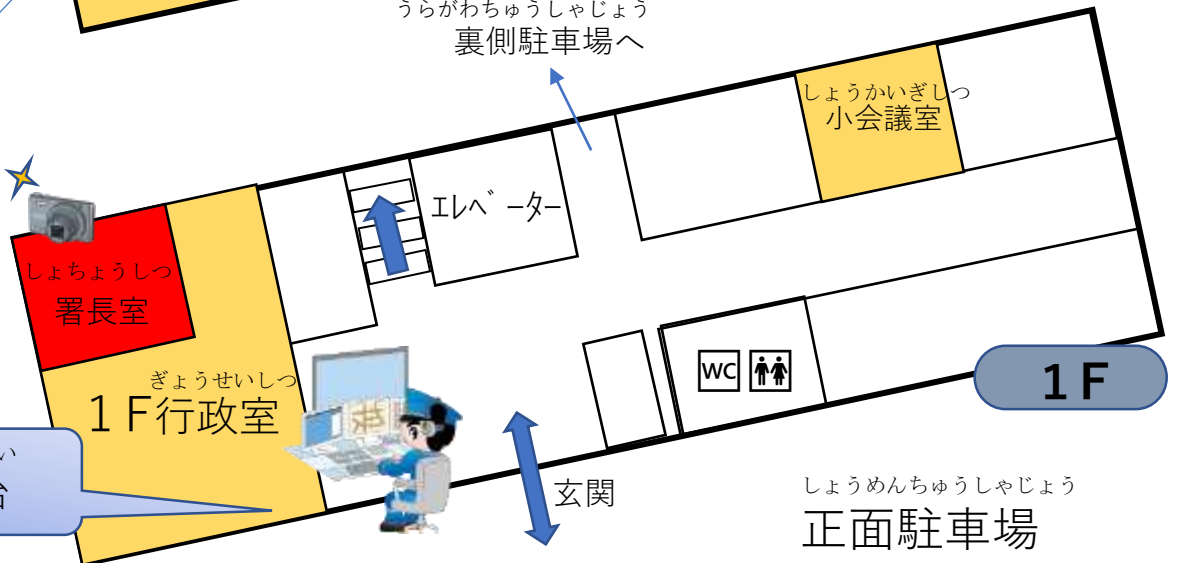 うらがわちゅうしゃじょう
裏側駐車場へ
しょうかいぎしつ
小会議室
ｴﾚﾍﾞｰﾀｰ
しょちょうしつ
署長室
WC
1F
ぎょうせいしつ
１F行政室
い
台
玄関
しょうめんちゅうしゃじょう
正面駐車場